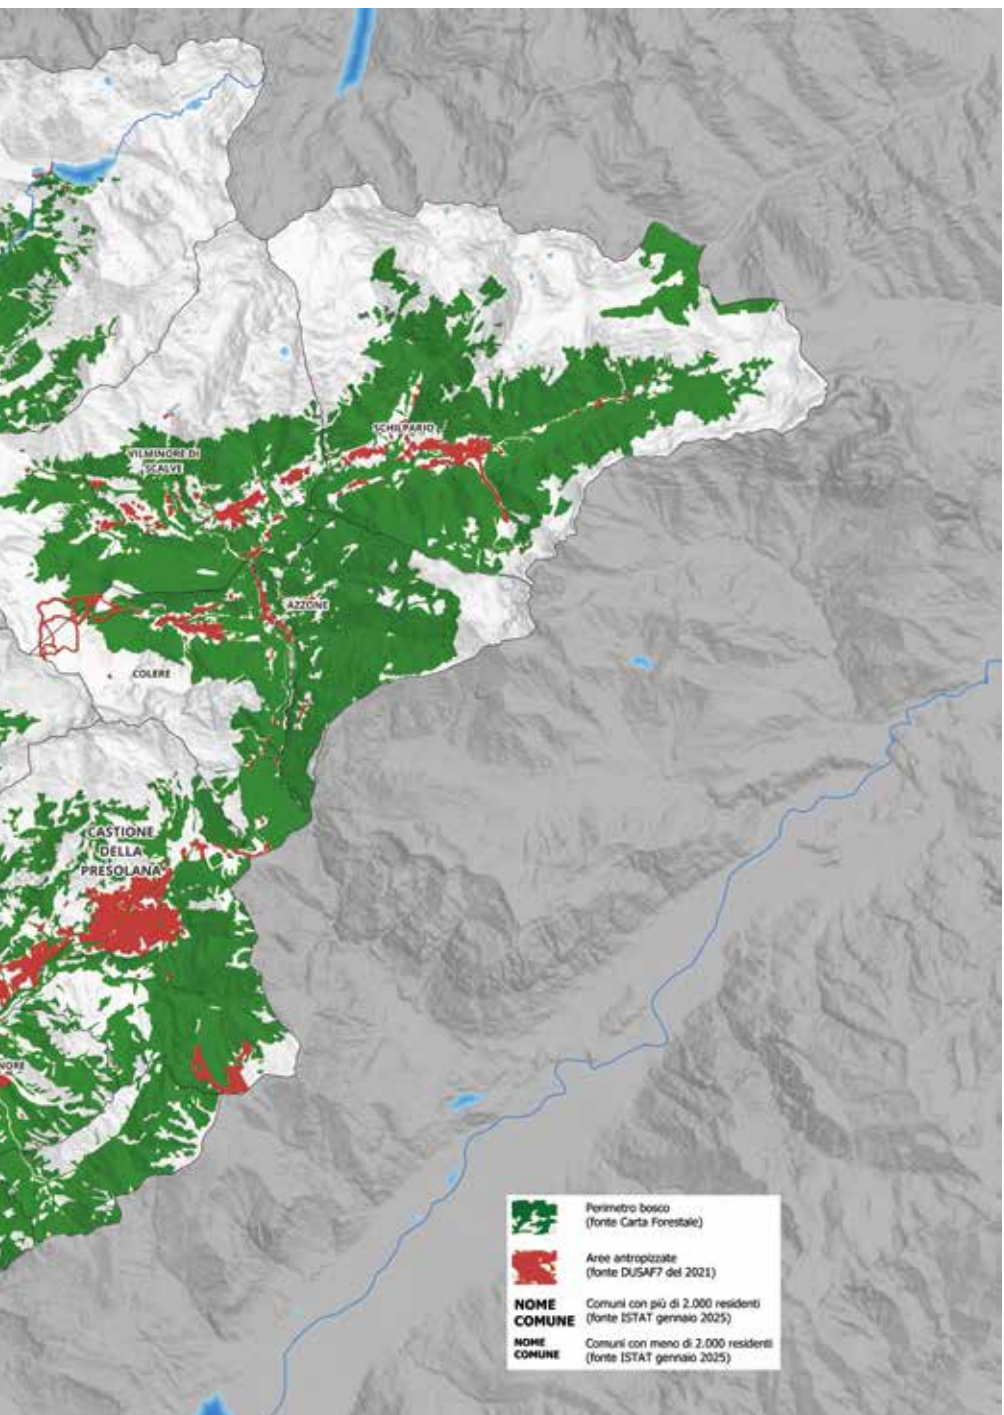 SCHILPARIO
VILMINORE DI
SCALVE
AZZONE
COLERE
CASTIONE
DELLA
PRESOLANA
NORE
Perimetro bosco
(fonte Carta Forestale)
Aree antropizzate
(fonte DUSAF7 del 2021)
NOME
COMUNE
Comuni con più di 2.000 residenti
(fonte ISTAT gennaio 2025)
NOME
COMUNE
Comuni con meno di 2.000 residenti
(fonte ISTAT gennaio 2025)